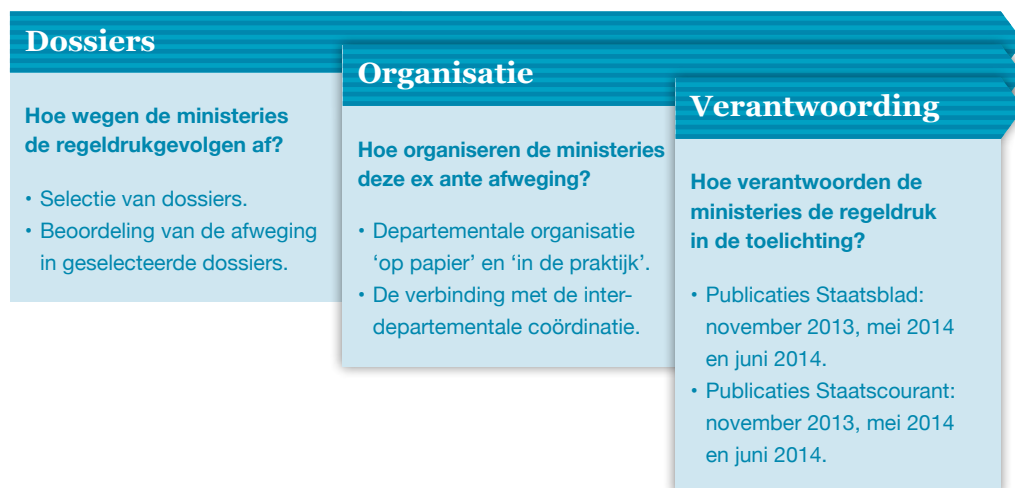 Dossiers
Hoe wegen de ministeries
de regeldrukgevolgen af?
• Selectie van dossiers.
• Beoordeling van de afweging
in geselecteerde dossiers.
Organisatie
Hoe organiseren de ministeries
deze ex ante afweging?
• Departementale organisatie
‘op papier’ en ‘in de praktijk’.
• De verbinding met de inter-
departementale coördinatie.
Verantwoording
Hoe verantwoorden de
ministeries de regeldruk
in de toelichting?
• Publicaties Staatsblad:
november 2013, mei 2014
en juni 2014.
• Publicaties Staatscourant:
november 2013, mei 2014
en juni 2014.